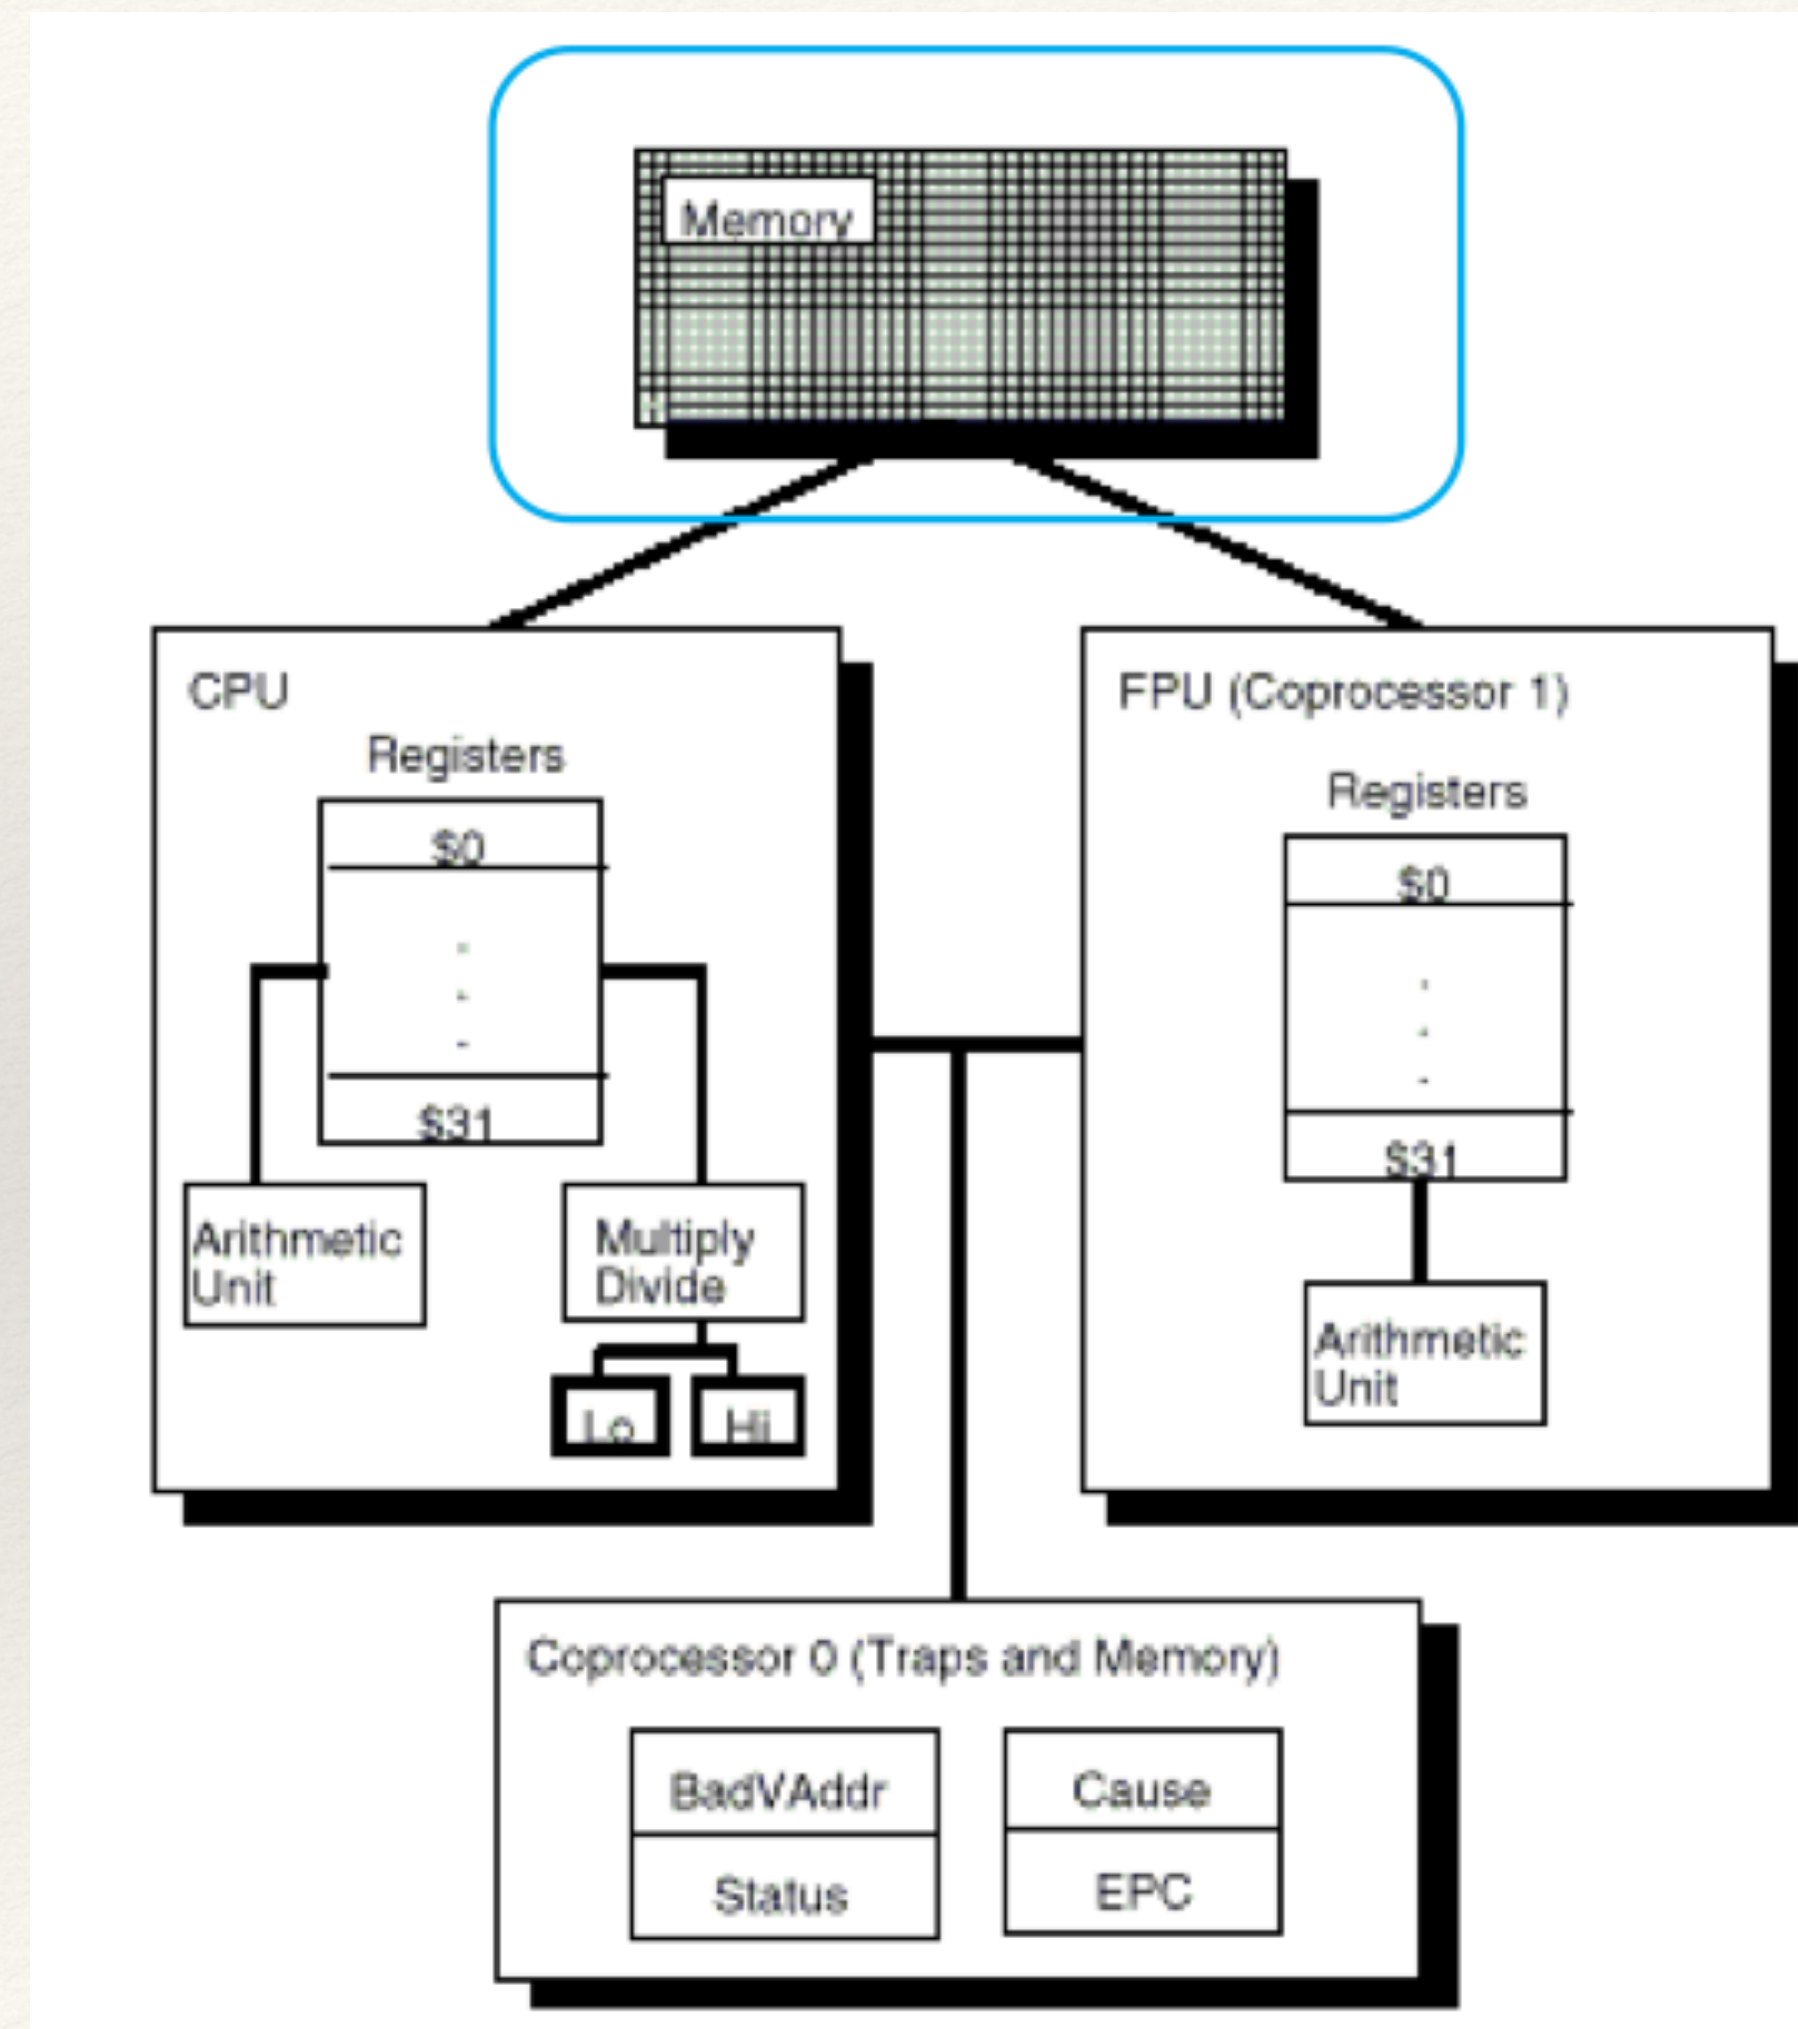 Memory
CPU
Registers
$0
$31
Arithmetic
Unit
Multiply
Divide
Lo
Hi
FPU (Coprocessor 1)
Registers
$0
$31
Arithmetic
Unit
Coprocessor 0 (Traps and Memory)
BadVAddr
Status
Cause
EPC